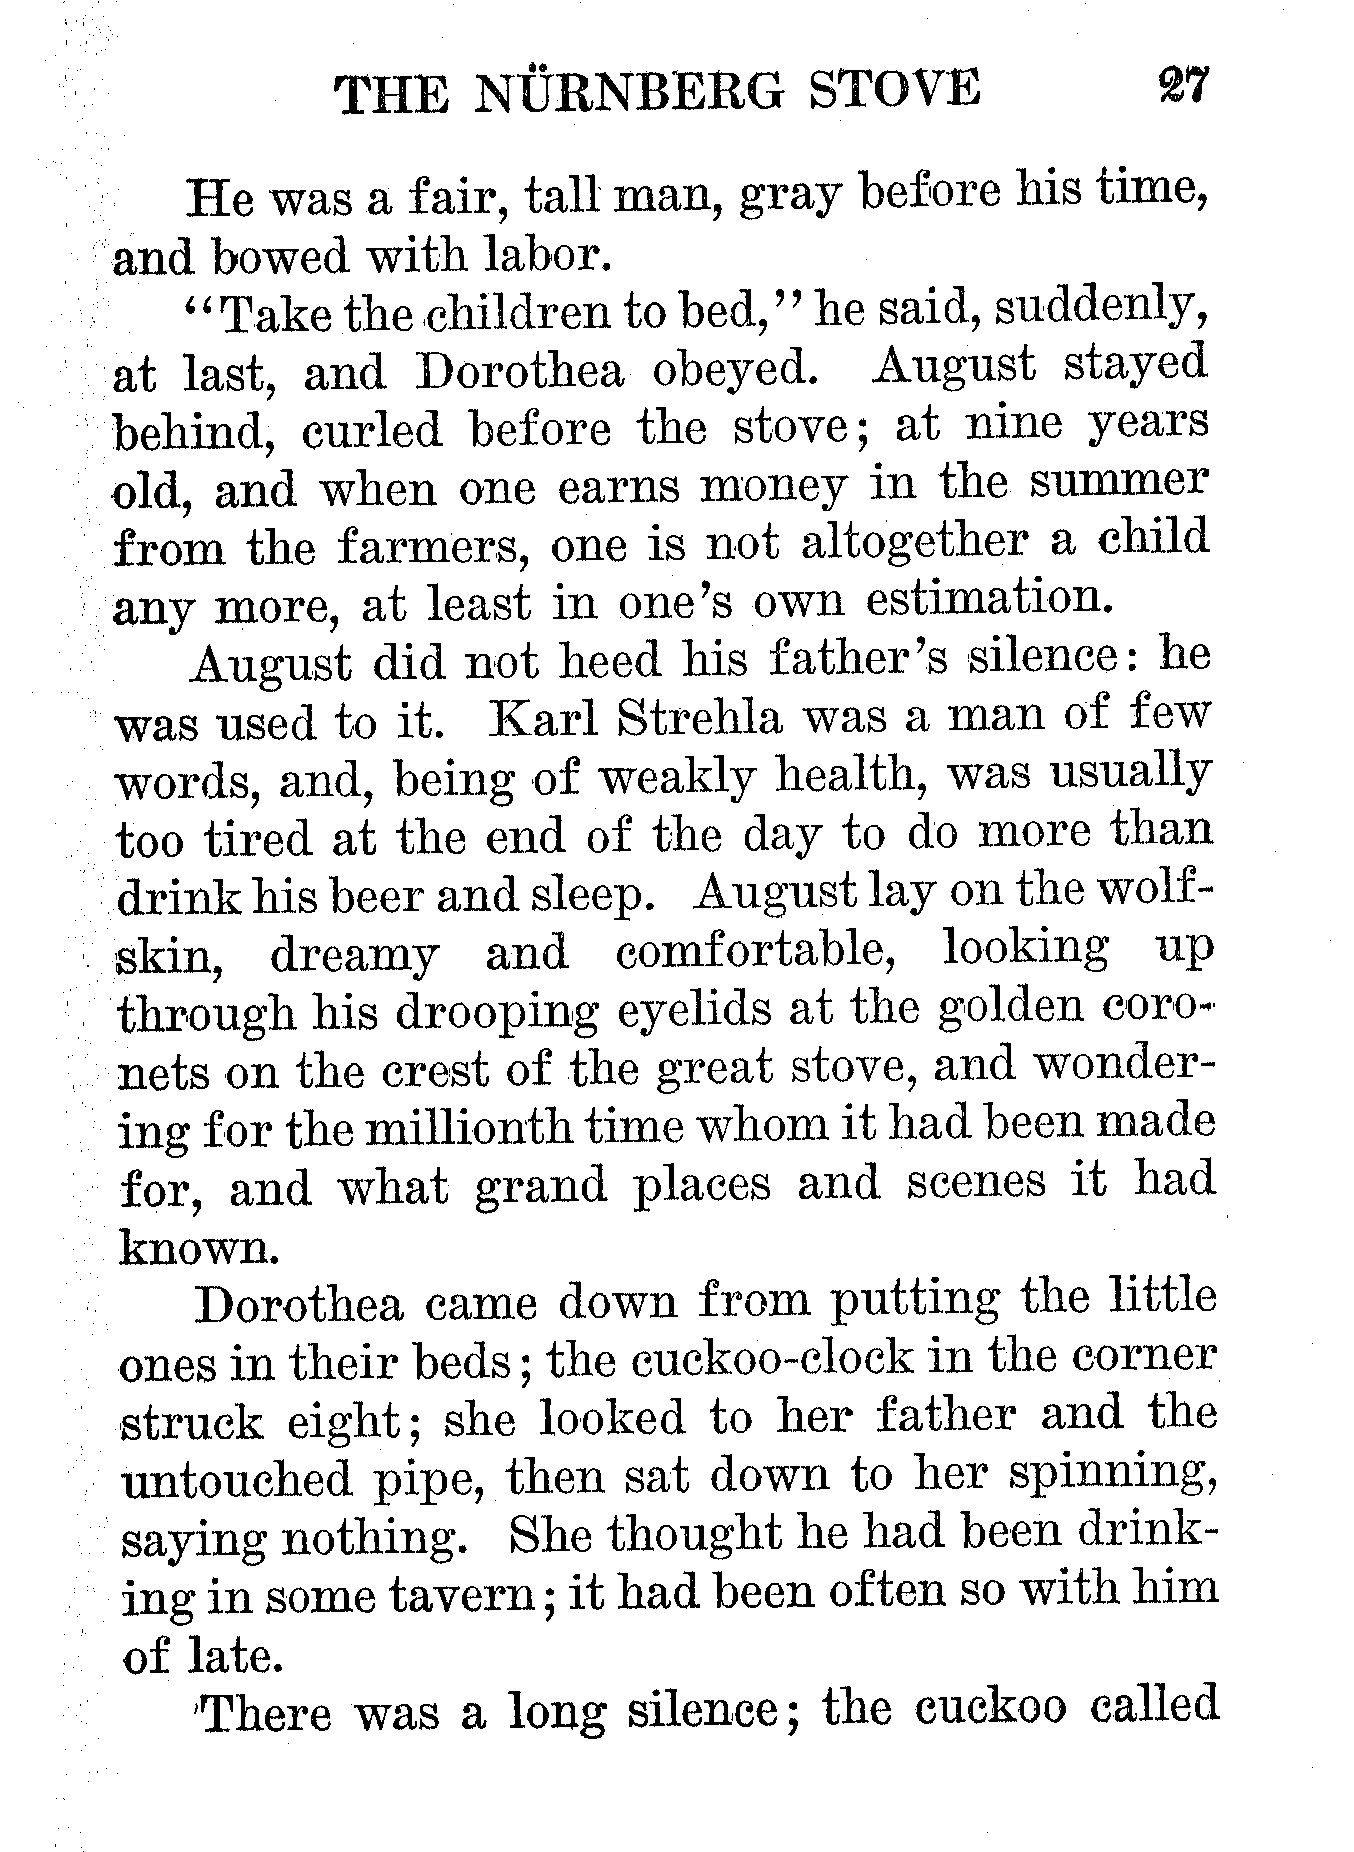 THE NÜRNBERG STOVE 27
He was a fair, tall man, gray before his time,
and bowed with labor.
"Take the children to bed," he said, suddenly,
at last, and Dorothea obeyed. August stayed
behind, curled before the stove; at nine years
old, and when one earns money in the summer
from the farmers, one is not altogether a child
any more, at least in one's own estimation.
August did not heed his father's silence: he
was used to it. Karl Strehla was a man of few
words, and, being of weakly health, was usually
too tired at the end of the day to do more than
drink his beer and sleep. August lay on the wolf-
skin, dreamy and comfortable, looking up
through his drooping eyelids at the golden coro-
nets on the crest of the great stove, and wonder-
ing for the millionth time whom it had been made
for, and what grand places and scenes it had
known.
Dorothea came down from putting the little
ones in their beds; the cuckoo-clock in the corner
struck eight; she looked to her father and the
untouched pipe, then sat down to her spinning,
saying nothing. She thought he had been drink-
ing in some tavern; it had been often so with him
of late.
There was a long silence; the cuckoo called